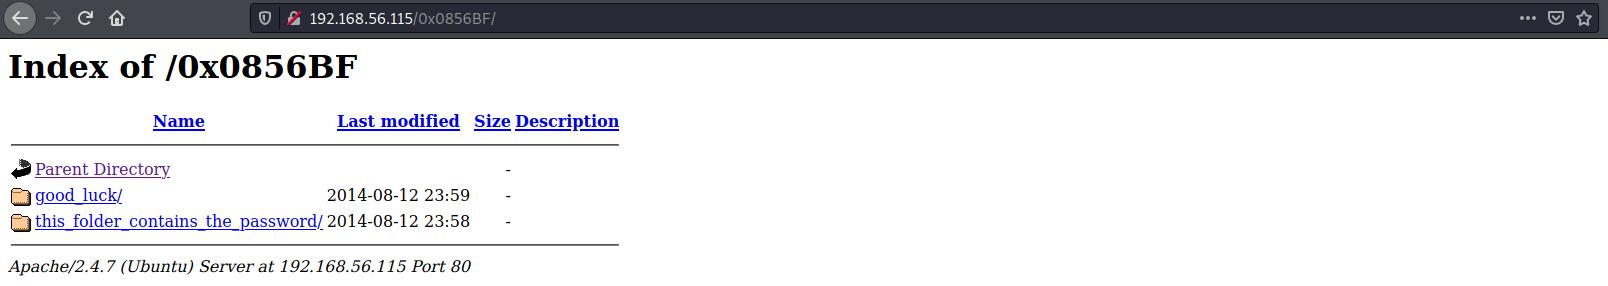 192.168.56.115/0x0856BF/
Index of /0x0856BF
Name Last modified Size Description
Parent Directory -
good_luck/ 2014-08-12 23:59 -
this_folder_contains_the_password/ 2014-08-12 23:58 -
Apache/2.4.7 (Ubuntu) Server at 192.168.56.115 Port 80